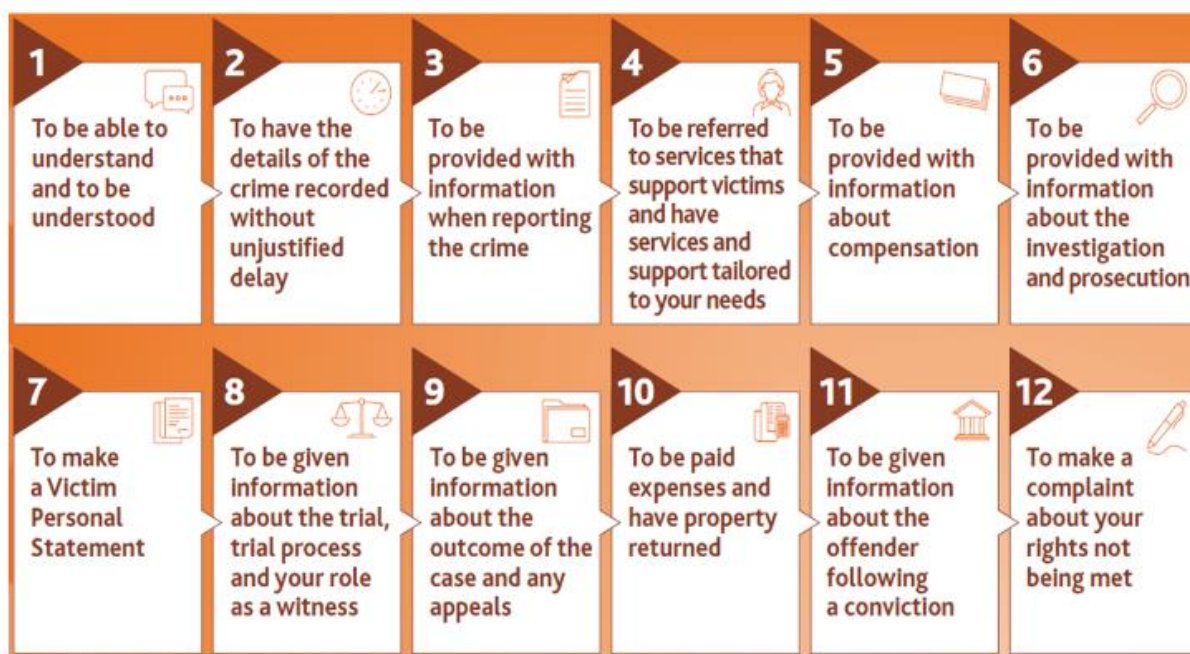 1
To be able to
understand
and to be
understood
2
To have the
details of the
crime recorded
without
unjustified
delay
3
To be
provided with
information
when reporting
the crime
4
To be referred
to services that
support victims
and have
services and
support tailored
to your needs
5
To be
provided with
information
about
compensation
6
To be
provided with
information
about the
investigation
and prosecution
7
To make
a Victim
Personal
Statement
8
To be given
information
about the trial,
trial process
and your role
as a witness
9
To be given
information
about the
outcome of the
case and any
appeals
10
To be paid
expenses and
have property
returned
11
To be given
information
about the
offender
following
a conviction
12
To make a
complaint
about your
rights not
being met